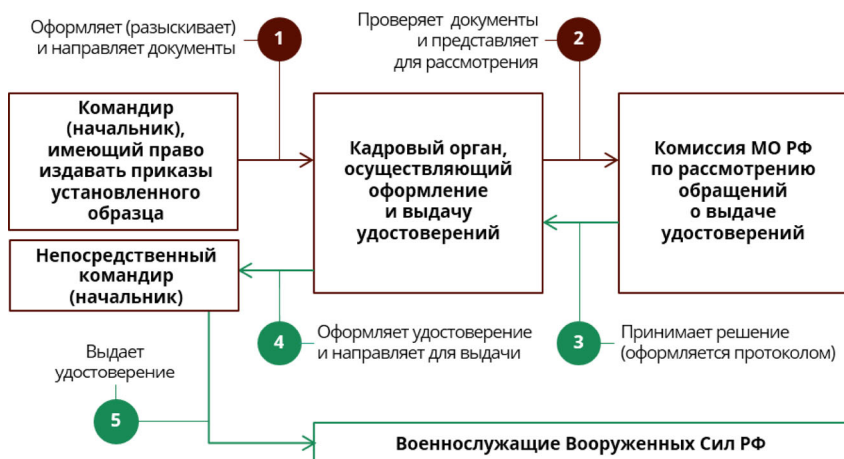 Оформляет (разыскивает)
и направляет документы
1
Проверяет документы
и представляет
для рассмотрения
2
Командир
(начальник),
имеющий право
издавать приказы
установленного
образца
Кадровый орган,
осуществляющий
оформление
и выдачу
удостоверений
Комиссия МО РФ
по рассмотрению
обращений
о выдаче
удостоверений
Непосредственный
командир
(начальник)
4
Оформляет удостоверение
и направляет для выдачи
3
Принимает решение
(оформляется протоколом)
Выдает
удостоверение
5
Военнослужащие Вооруженных Сил РФ